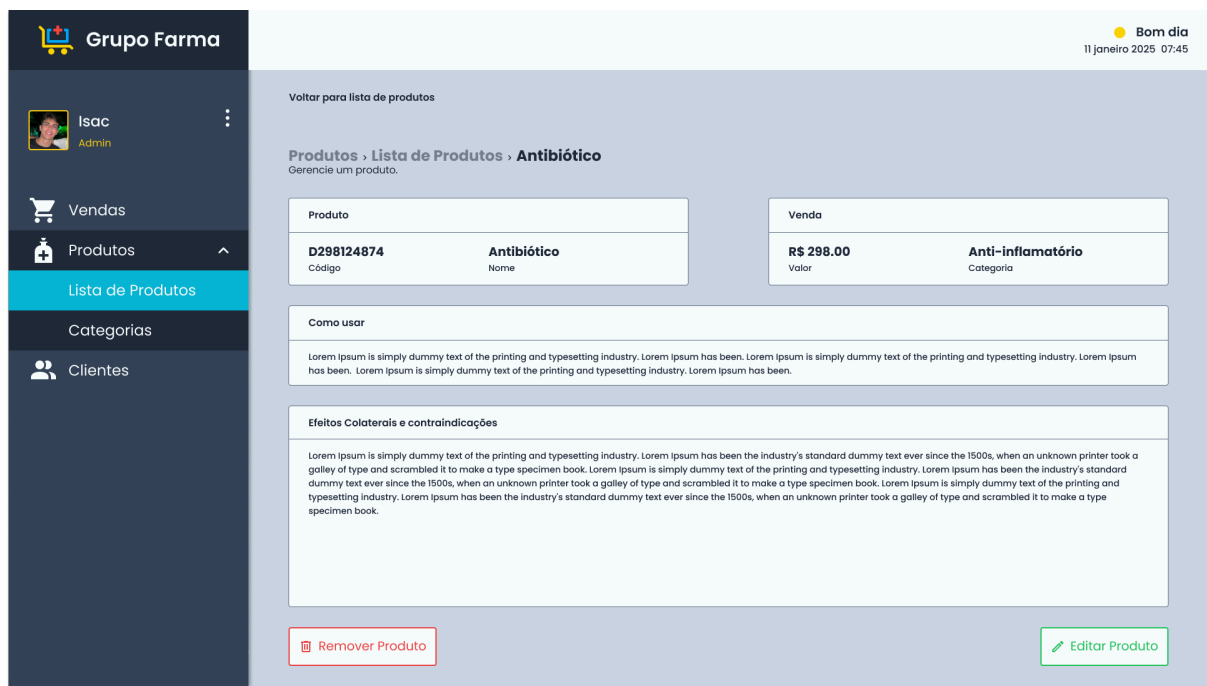 Grupo Farma
Bom dia
11 janeiro 2025 07:45
Isac
Admin
Vendas
Produtos
Lista de Produtos
Categorias
Clientes
Voltar para lista de produtos
Produtos › Lista de Produtos › Antibiótico
Gerencie um produto.
Produto
D298124874
Código
Antibiótico
Nome
Venda
R$ 298.00
Valor
Anti-inflamatório
Categoria
Como usar
Lorem Ipsum is simply dummy text of the printing and typesetting industry. Lorem Ipsum has been. Lorem Ipsum is simply dummy text of the printing and typesetting industry. Lorem Ipsum
has been. Lorem Ipsum is simply dummy text of the printing and typesetting industry. Lorem Ipsum has been.
Efeitos Colaterais e contraindicações
Lorem Ipsum is simply dummy text of the printing and typesetting industry. Lorem Ipsum has been the industry's standard dummy text ever since the 1500s, when an unknown printer took a
galley of type and scrambled it to make a type specimen book. Lorem Ipsum is simply dummy text of the printing and typesetting industry. Lorem Ipsum has been the industry's standard
dummy text ever since the 1500s, when an unknown printer took a galley of type and scrambled it to make a type specimen book. Lorem Ipsum is simply dummy text of the printing and
typesetting industry. Lorem Ipsum has been the industry's standard dummy text ever since the 1500s, when an unknown printer took a galley of type and scrambled it to make a type
specimen book.
Remover Produto
Editar Produto